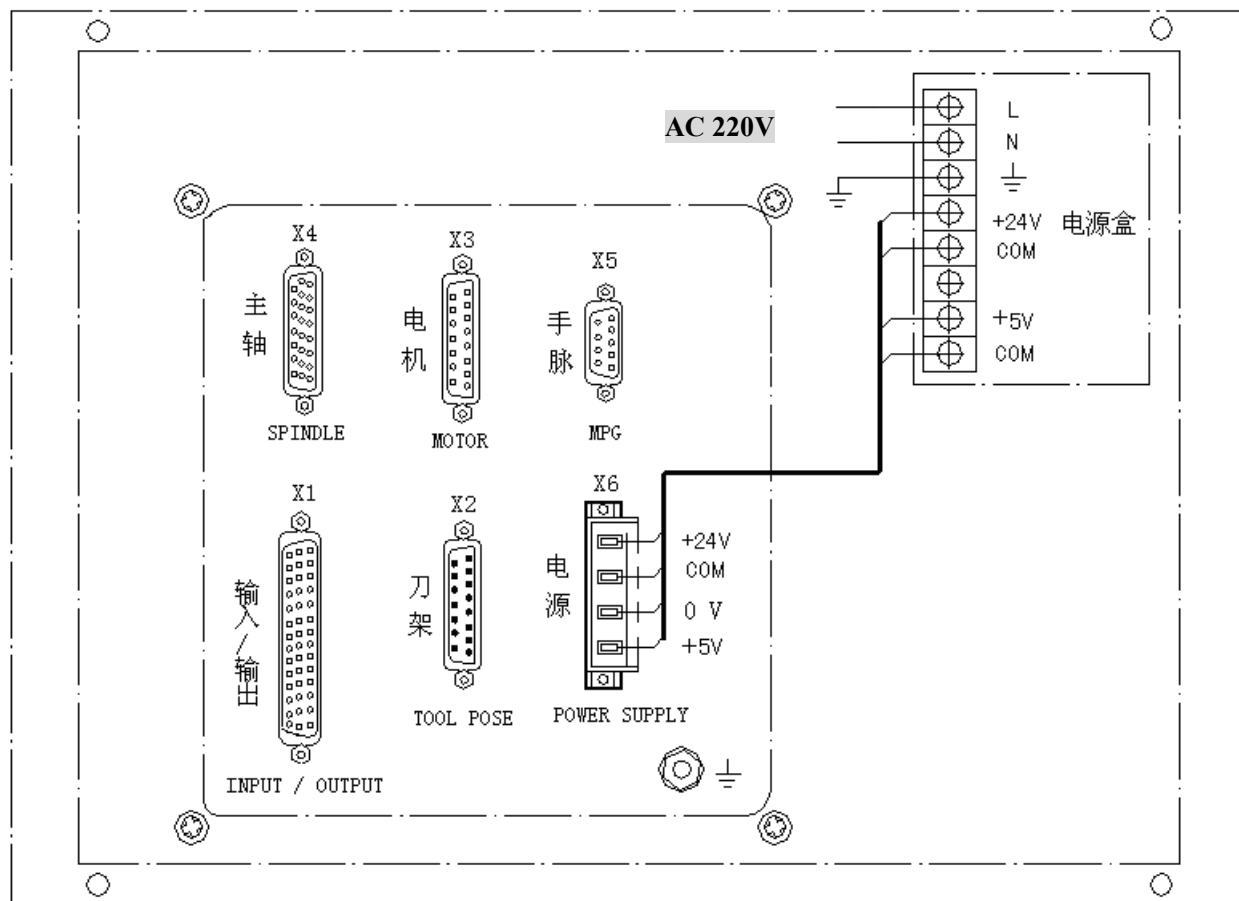 AC 220V
L
N
+24V
电源盒
COM
+5V
COM
X4
主轴
SPINDLE
X3
电机
MOTOR
X5
手脉
MPG
X1
输入/输出
INPUT / OUTPUT
X2
刀架
TOOL POSE
X6
电源
+24V
COM
0 V
+5V
POWER SUPPLY